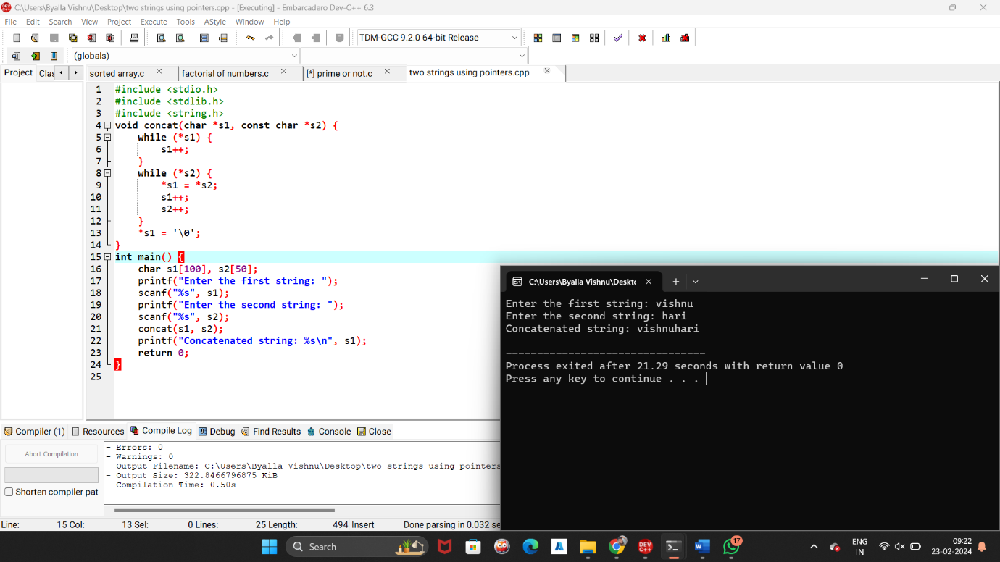 C:\Users\Byalla Vishnu\Desktop\two strings using pointers.cpp - [Executing] - Embarcadero Dev-C++ 6.3
File Edit Search View Project Execute Tools AStyle Window Help
TDM-GCC 9.2.0 64-bit Release
(globals)
Project Clas sorted array.c factorial of numbers.c [*] prime or not.c two strings using pointers.cpp
1 #include <stdio.h>
2 #include <stdlib.h>
3 #include <string.h>
4 void concat(char *s1, const char *s2) {
5 while (*s1) {
6 s1++;
7 }
8 while (*s2) {
9 *s1 = *s2;
10 s1++;
11 s2++;
12 }
13 *s1 = '\0';
14 }
15 int main() {
16 char s1[100], s2[50];
17 printf("Enter the first string: ");
18 scanf("%s", s1);
19 printf("Enter the second string: ");
20 scanf("%s", s2);
21 concat(s1, s2);
22 printf("Concatenated string: %s\n", s1);
23 return 0;
24 }
25
C:\Users\Byalla Vishnu\Deskto
Enter the first string: vishnu
Enter the second string: hari
Concatenated string: vishnuhari
--------------------------------
Process exited after 21.29 seconds with return value 0
Press any key to continue . . .
Compiler (1) Resources Compile Log Debug Find Results Console Close
Abort Compilation
Shorten compiler pat
- Errors: 0
- Warnings: 0
- Output Filename: C:\Users\Byalla Vishnu\Desktop\two strings using pointers
- Output Size: 322.8466796875 KiB
- Compilation Time: 0.50s
Line: 15 Col: 13 Sel: 0 Lines: 25 Length: 494 Insert Done parsing in 0.032 se
Search
17
ENG
IN
09:22
23-02-2024